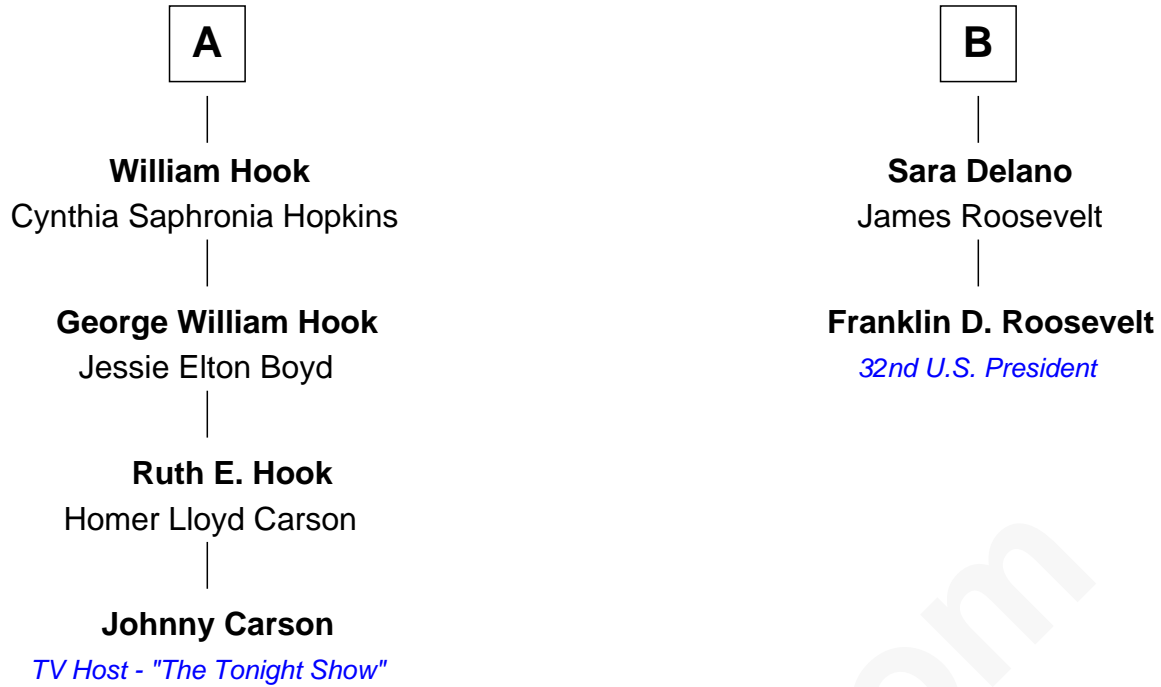 A
William Hook
Cynthia Saphronia Hopkins
George William Hook
Jessie Elton Boyd
Ruth E. Hook
Homer Lloyd Carson
Johnny Carson
TV Host - "The Tonight Show"
B
Sara Delano
James Roosevelt
Franklin D. Roosevelt
32nd U.S. President
om